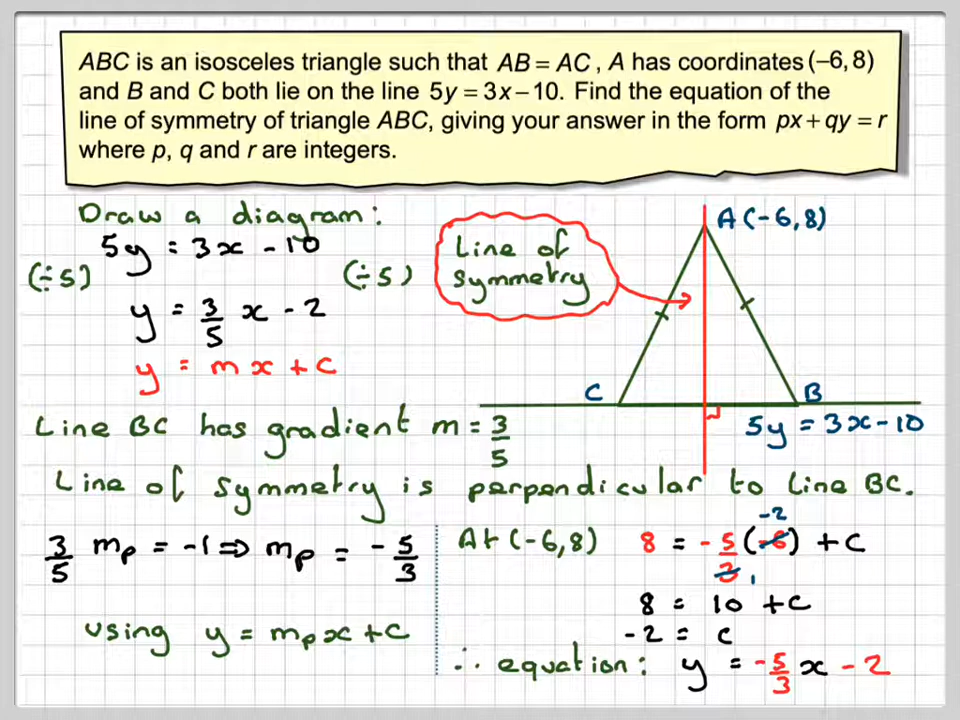 ABC is an isosceles triangle such that AB = AC, A has coordinates (−6, 8)
and B and C both lie on the line 5y = 3x − 10. Find the equation of the
line of symmetry of triangle ABC, giving your answer in the form px + qy = r
where p, q and r are integers.
Draw a diagram:
5y = 3x - 10
(÷5) (÷5)
y = 3/5 x - 2
y = mx + c
Line of
symmetry
A (-6, 8)
C B
5y = 3x - 10
Line BC has gradient m = 3/5
Line of symmetry is perpendicular to Line BC.
3/5 mp = -1 ⇒ mp = -5/3
using y = mpx + c
At (-6, 8) 8 = -5/3 (-6) + c
-2
1
8 = 10 + c
-2 = c
∴ equation: y = -5/3 x - 2